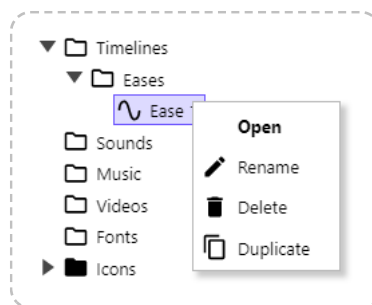 Timelines
Eases
Ease
Open
Sounds
Music
Rename
Videos
Delete
Fonts
Duplicate
Icons